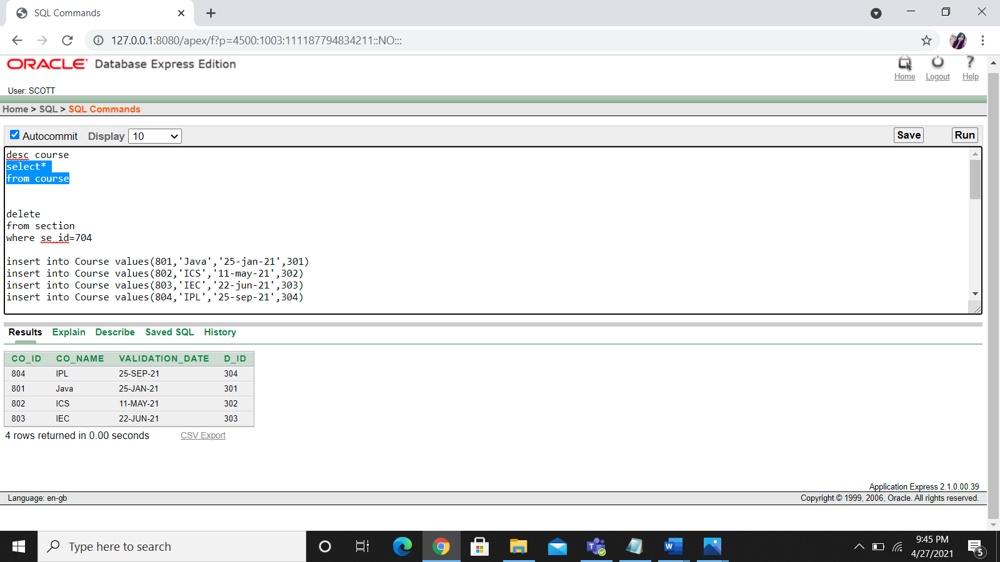 SQL Commands
127.0.0.1:8080/apex/f?p=4500:1003:111187794834211::NO:::
ORACLE Database Express Edition
Home Logout Help
User: SCOTT
Home > SQL > SQL Commands
Autocommit Display 10 Save Run
desc course
select*
from course
delete
from section
where se_id=704
insert into Course values(801,'Java','25-jan-21',301)
insert into Course values(802,'ICS','11-may-21',302)
insert into Course values(803,'IEC','22-jun-21',303)
insert into Course values(804,'IPL','25-sep-21',304)
Results Explain Describe Saved SQL History
CO_ID CO_NAME VALIDATION_DATE D_ID
804 IPL 25-SEP-21 304
801 Java 25-JAN-21 301
802 ICS 11-MAY-21 302
803 IEC 22-JUN-21 303
4 rows returned in 0.00 seconds CSV Export
Application Express 2.1.0.00.39
Language: en-gb Copyright © 1999, 2006, Oracle. All rights reserved.
Type here to search
9:45 PM
4/27/2021
5